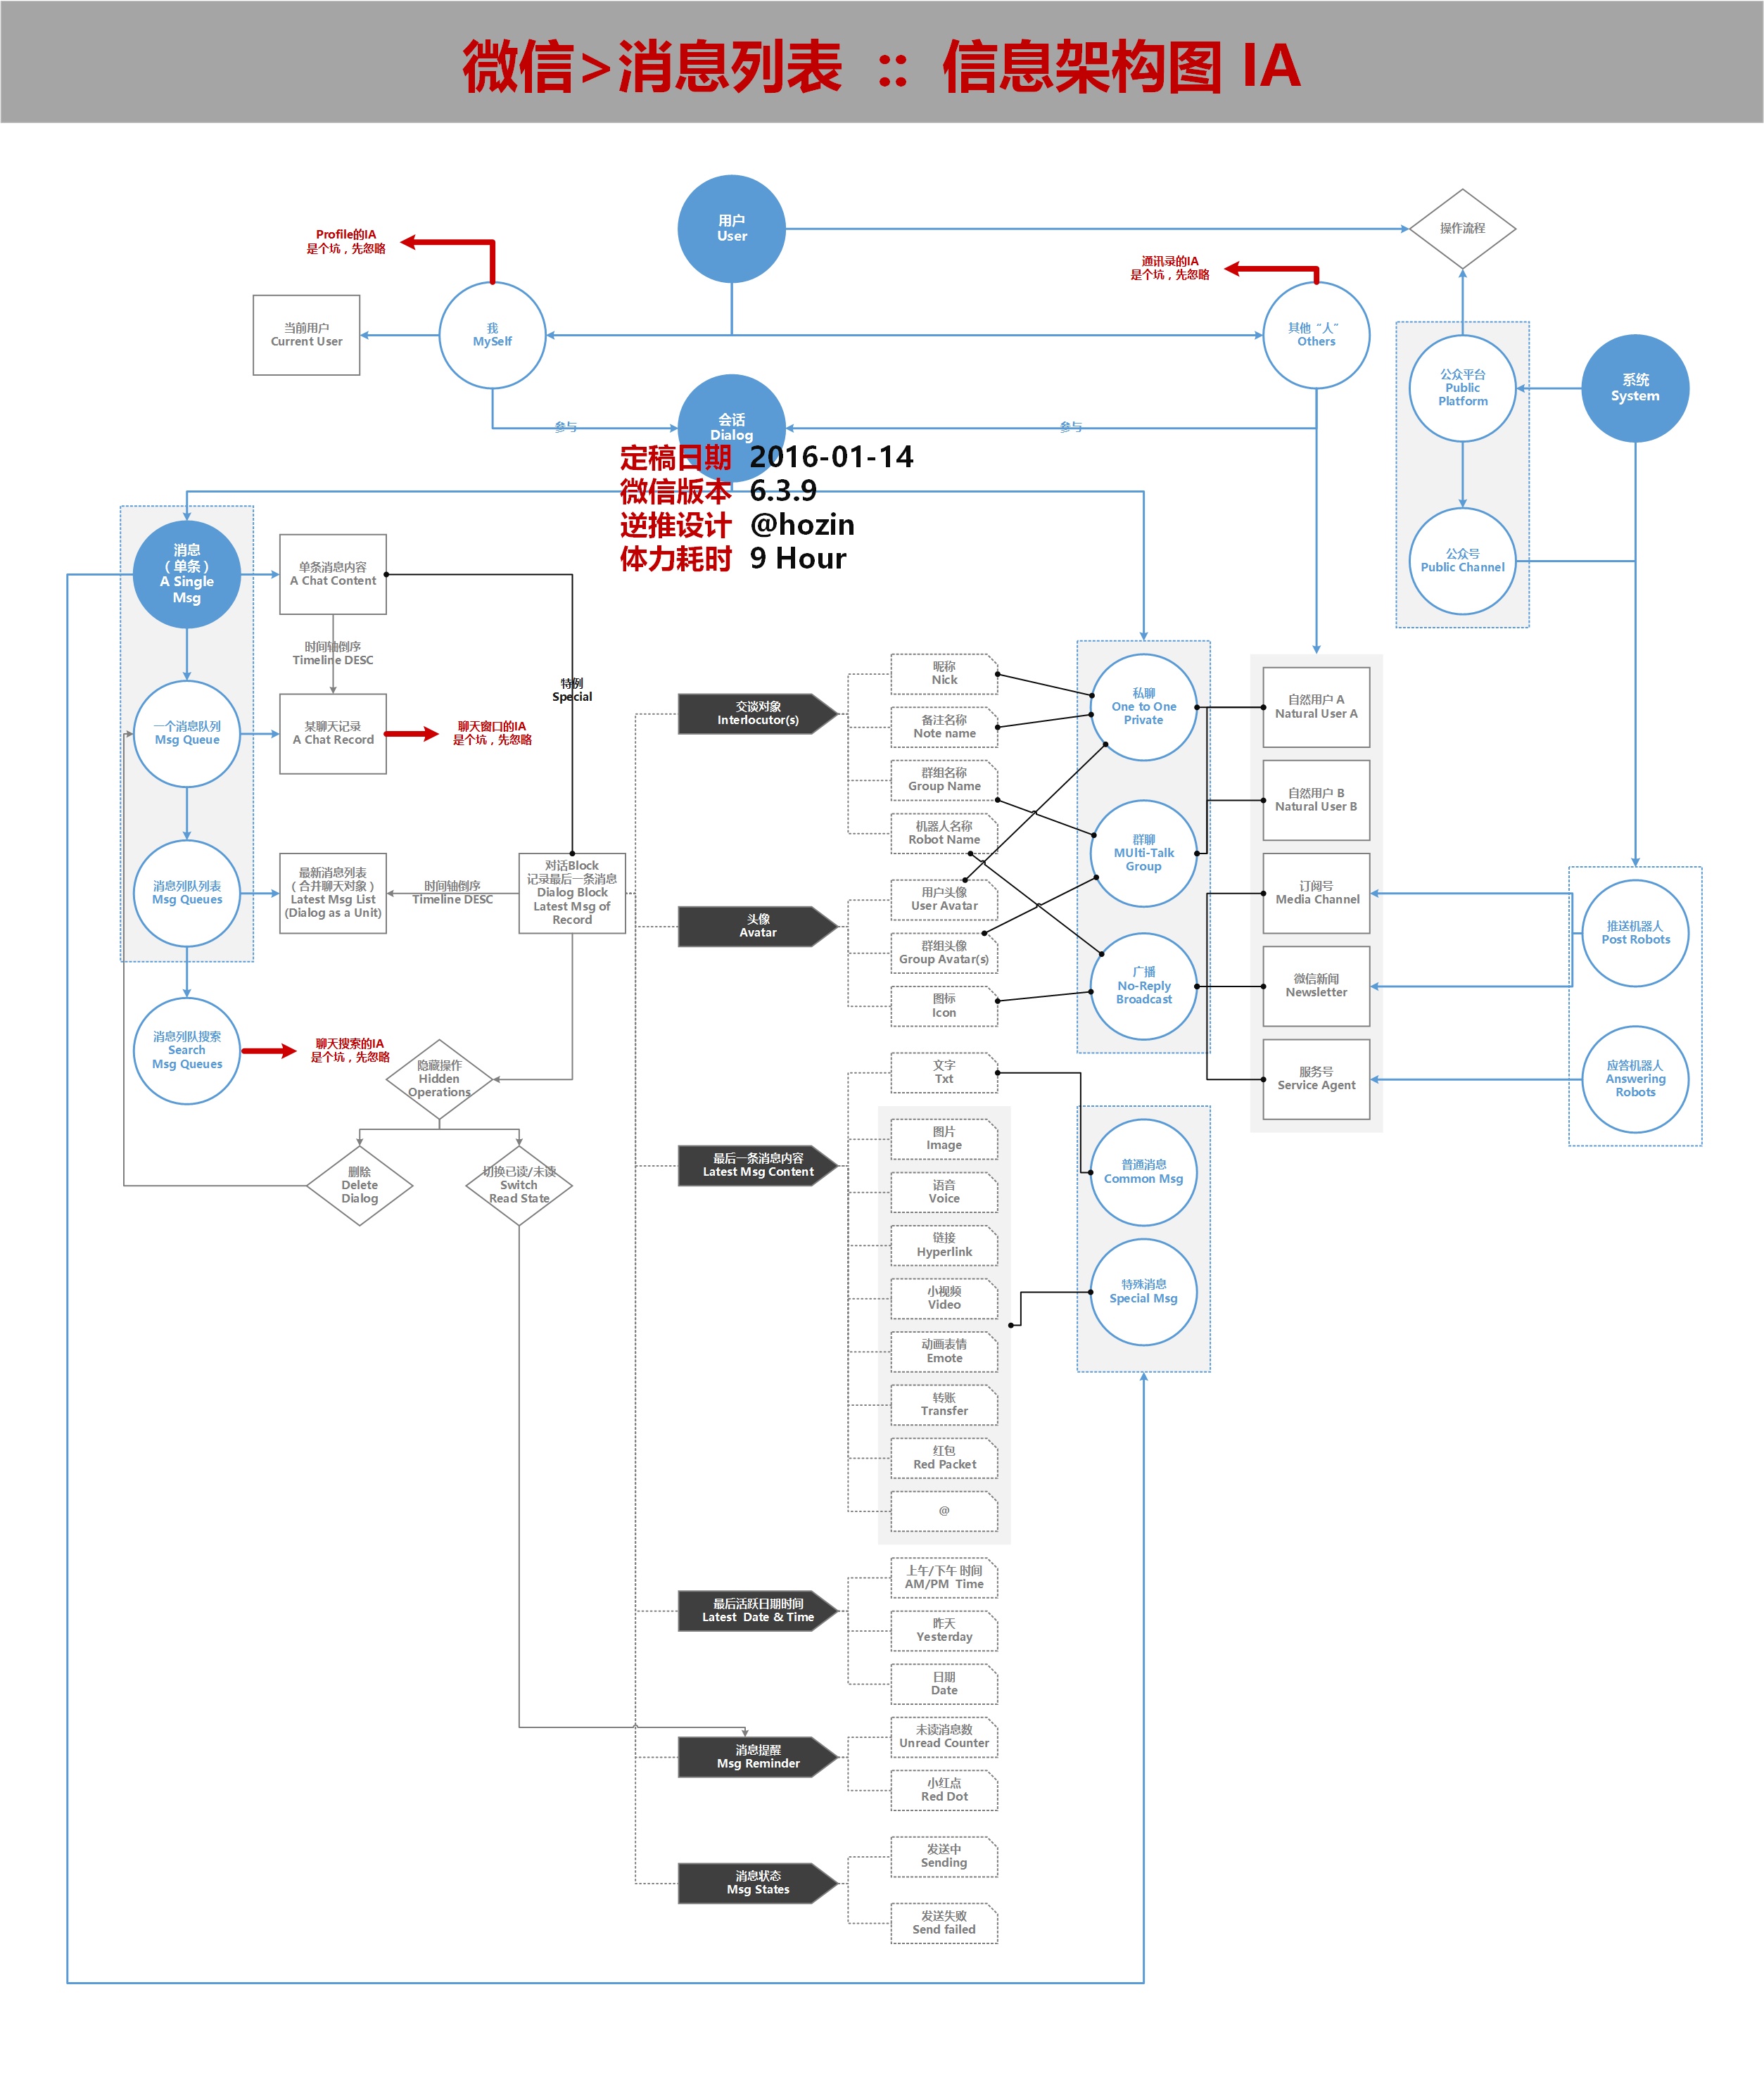 微信>消息列表 :: 信息架构图 IA
用户
User
操作流程
Profile的IA
是个坑，先忽略
通讯录的IA
是个坑，先忽略
当前用户
Current User
我
MySelf
其他“人”
Others
公众平台
Public
Platform
系统
System
会话
Dialog
参与
参与
定稿日期 2016-01-14
微信版本 6.3.9
逆推设计 @hozin
体力耗时 9 Hour
公众号
Public Channel
消息
（单条）
A Single
Msg
单条消息内容
A Chat Content
时间轴倒序
Timeline DESC
特例
Special
一个消息队列
Msg Queue
某聊天记录
A Chat Record
聊天窗口的IA
是个坑，先忽略
消息列队列表
Msg Queues
最新消息列表
（合并聊天对象）
Latest Msg List
(Dialog as a Unit)
时间轴倒序
Timeline DESC
对话Block
记录最后一条消息
Dialog Block
Latest Msg of
Record
消息列队搜索
Search
Msg Queues
聊天搜索的IA
是个坑，先忽略
隐藏操作
Hidden
Operations
删除
Delete
Dialog
切换已读/未读
Switch
Read State
交谈对象
Interlocutor(s)
昵称
Nick
备注名称
Note name
群组名称
Group Name
机器人名称
Robot Name
头像
Avatar
用户头像
User Avatar
群组头像
Group Avatar(s)
图标
Icon
最后一条消息内容
Latest Msg Content
文字
Txt
图片
Image
语音
Voice
链接
Hyperlink
小视频
Video
动画表情
Emote
转账
Transfer
红包
Red Packet
@
最后活跃日期时间
Latest Date & Time
上午/下午 时间
AM/PM Time
昨天
Yesterday
日期
Date
消息提醒
Msg Reminder
未读消息数
Unread Counter
小红点
Red Dot
消息状态
Msg States
发送中
Sending
发送失败
Send failed
私聊
One to One
Private
群聊
MUlti-Talk
Group
广播
No-Reply
Broadcast
普通消息
Common Msg
特殊消息
Special Msg
自然用户 A
Natural User A
自然用户 B
Natural User B
订阅号
Media Channel
微信新闻
Newsletter
服务号
Service Agent
推送机器人
Post Robots
应答机器人
Answering
Robots